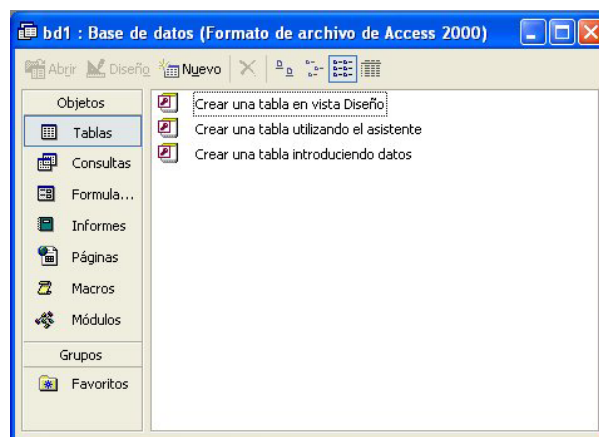 bd1 : Base de datos (Formato de archivo de Access 2000)
Abrir Diseño Nuevo
Objetos
Tablas
Consultas
Formula...
Informes
Páginas
Macros
Módulos
Grupos
Favoritos
Crear una tabla en vista Diseño
Crear una tabla utilizando el asistente
Crear una tabla introduciendo datos